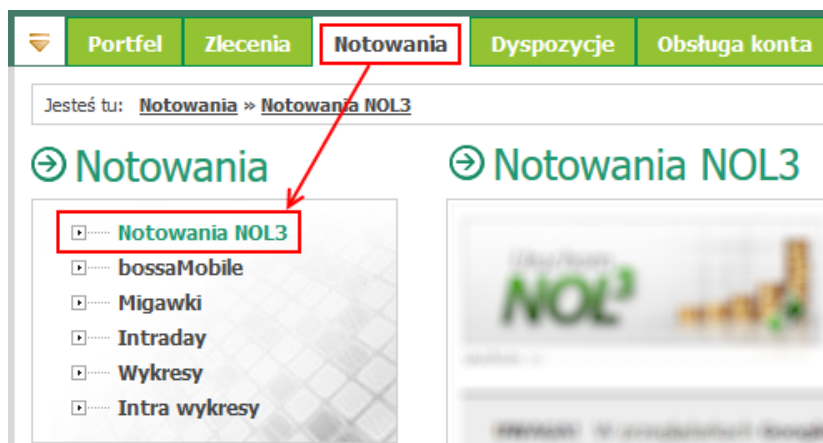 Portfel Zlecenia Notowania Dyspozycje Obsługa konta
Jesteś tu: Notowania » Notowania NOL3
Notowania
Notowania NOL3
Notowania NOL3
bossaMobile
Migawki
Intraday
Wykresy
Intra wykresy
NOL3